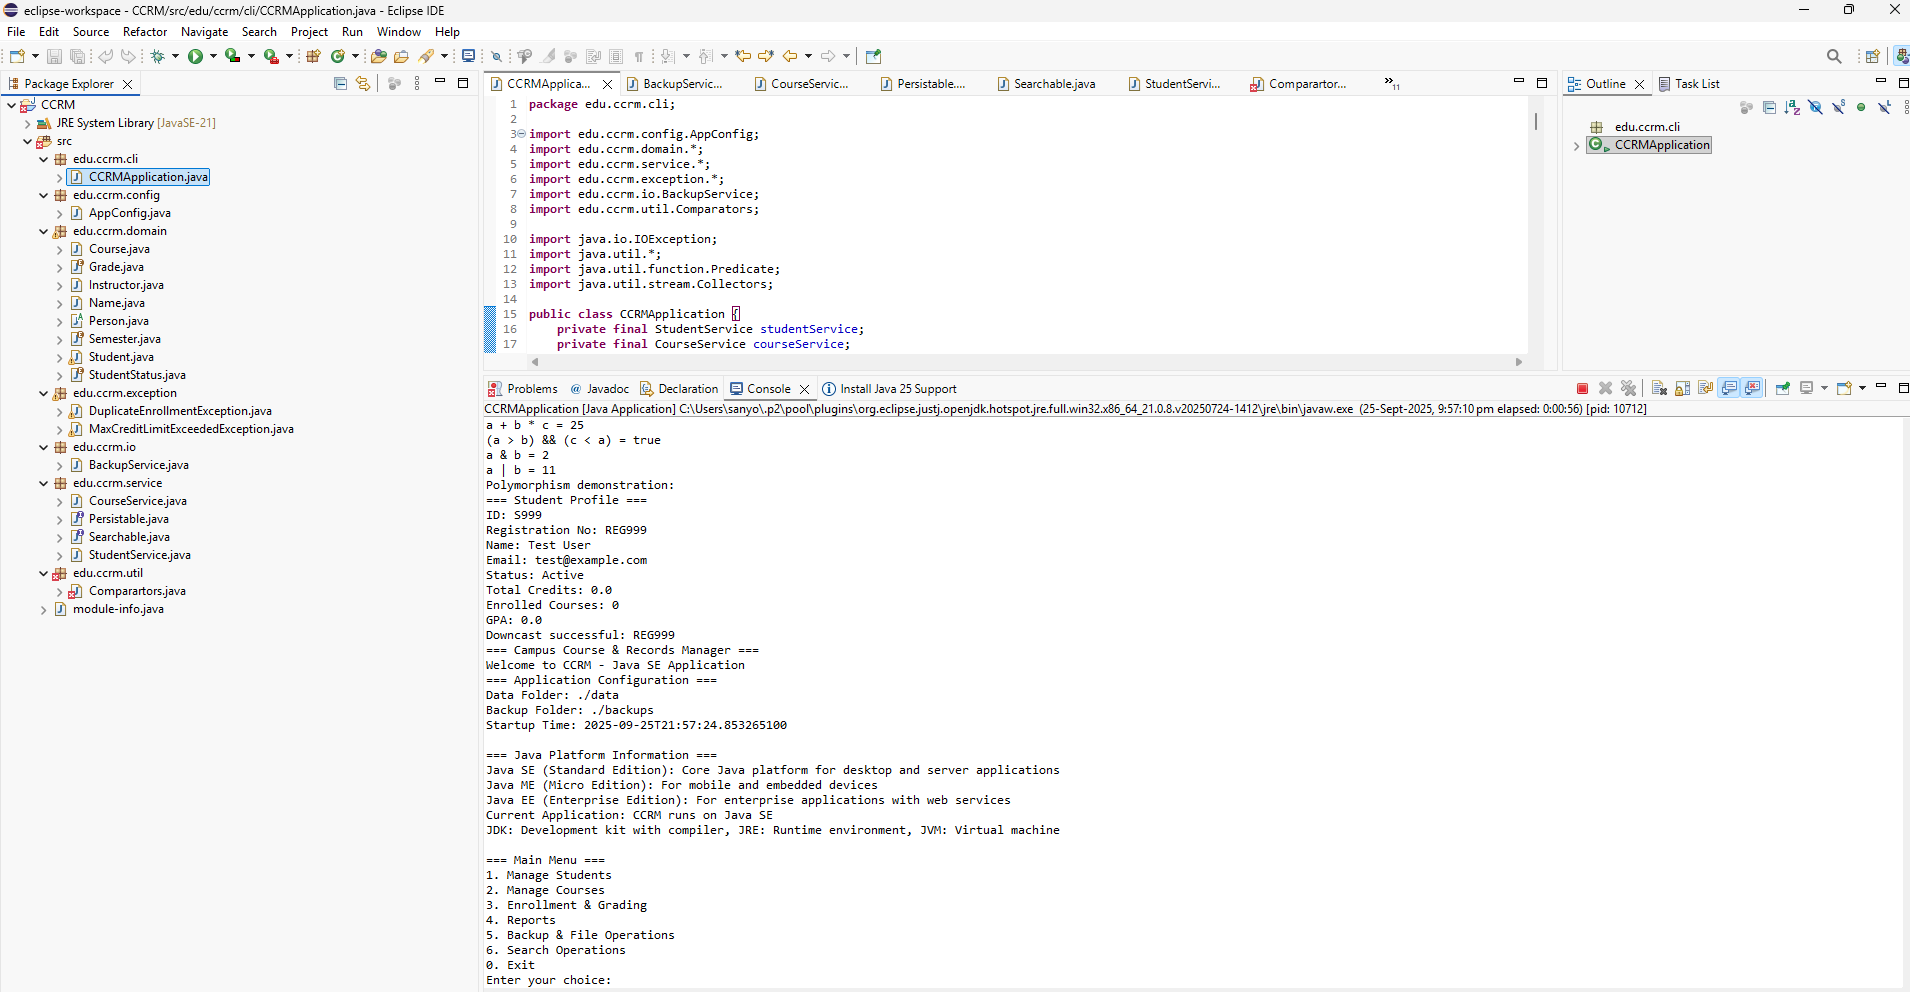 eclipse-workspace - CCRM/src/edu/ccrm/cli/CCRMApplication.java - Eclipse IDE
File Edit Source Refactor Navigate Search Project Run Window Help
Package Explorer
CCRM
JRE System Library [JavaSE-21]
src
edu.ccrm.cli
CCRMApplication.java
edu.ccrm.config
AppConfig.java
edu.ccrm.domain
Course.java
Grade.java
Instructor.java
Name.java
Person.java
Semester.java
Student.java
StudentStatus.java
edu.ccrm.exception
DuplicateEnrollmentException.java
MaxCreditLimitExceededException.java
edu.ccrm.io
BackupService.java
edu.ccrm.service
CourseService.java
Persistable.java
Searchable.java
StudentService.java
edu.ccrm.util
Comparartors.java
module-info.java
CCRMApplica... BackupServic... CourseServic... Persistable.... Searchable.java StudentServi... Comparartor... »11
1 package edu.ccrm.cli;
2
3 import edu.ccrm.config.AppConfig;
4 import edu.ccrm.domain.*;
5 import edu.ccrm.service.*;
6 import edu.ccrm.exception.*;
7 import edu.ccrm.io.BackupService;
8 import edu.ccrm.util.Comparators;
9
10 import java.io.IOException;
11 import java.util.*;
12 import java.util.function.Predicate;
13 import java.util.stream.Collectors;
14
15 public class CCRMApplication {
16 private final StudentService studentService;
17 private final CourseService courseService;
Outline Task List
edu.ccrm.cli
CCRMApplication
Problems @ Javadoc Declaration Console Install Java 25 Support
CCRMApplication [Java Application] C:\Users\sanyo\.p2\pool\plugins\org.eclipse.justj.openjdk.hotspot.jre.full.win32.x86_64_21.0.8.v20250724-1412\jre\bin\javaw.exe (25-Sept-2025, 9:57:10 pm elapsed: 0:00:56) [pid: 10712]
a + b * c = 25
(a > b) && (c < a) = true
a & b = 2
a | b = 11
Polymorphism demonstration:
=== Student Profile ===
ID: S999
Registration No: REG999
Name: Test User
Email: test@example.com
Status: Active
Total Credits: 0.0
Enrolled Courses: 0
GPA: 0.0
Downcast successful: REG999
=== Campus Course & Records Manager ===
Welcome to CCRM - Java SE Application
=== Application Configuration ===
Data Folder: ./data
Backup Folder: ./backups
Startup Time: 2025-09-25T21:57:24.853265100
=== Java Platform Information ===
Java SE (Standard Edition): Core Java platform for desktop and server applications
Java ME (Micro Edition): For mobile and embedded devices
Java EE (Enterprise Edition): For enterprise applications with web services
Current Application: CCRM runs on Java SE
JDK: Development kit with compiler, JRE: Runtime environment, JVM: Virtual machine
=== Main Menu ===
1. Manage Students
2. Manage Courses
3. Enrollment & Grading
4. Reports
5. Backup & File Operations
6. Search Operations
0. Exit
Enter your choice: